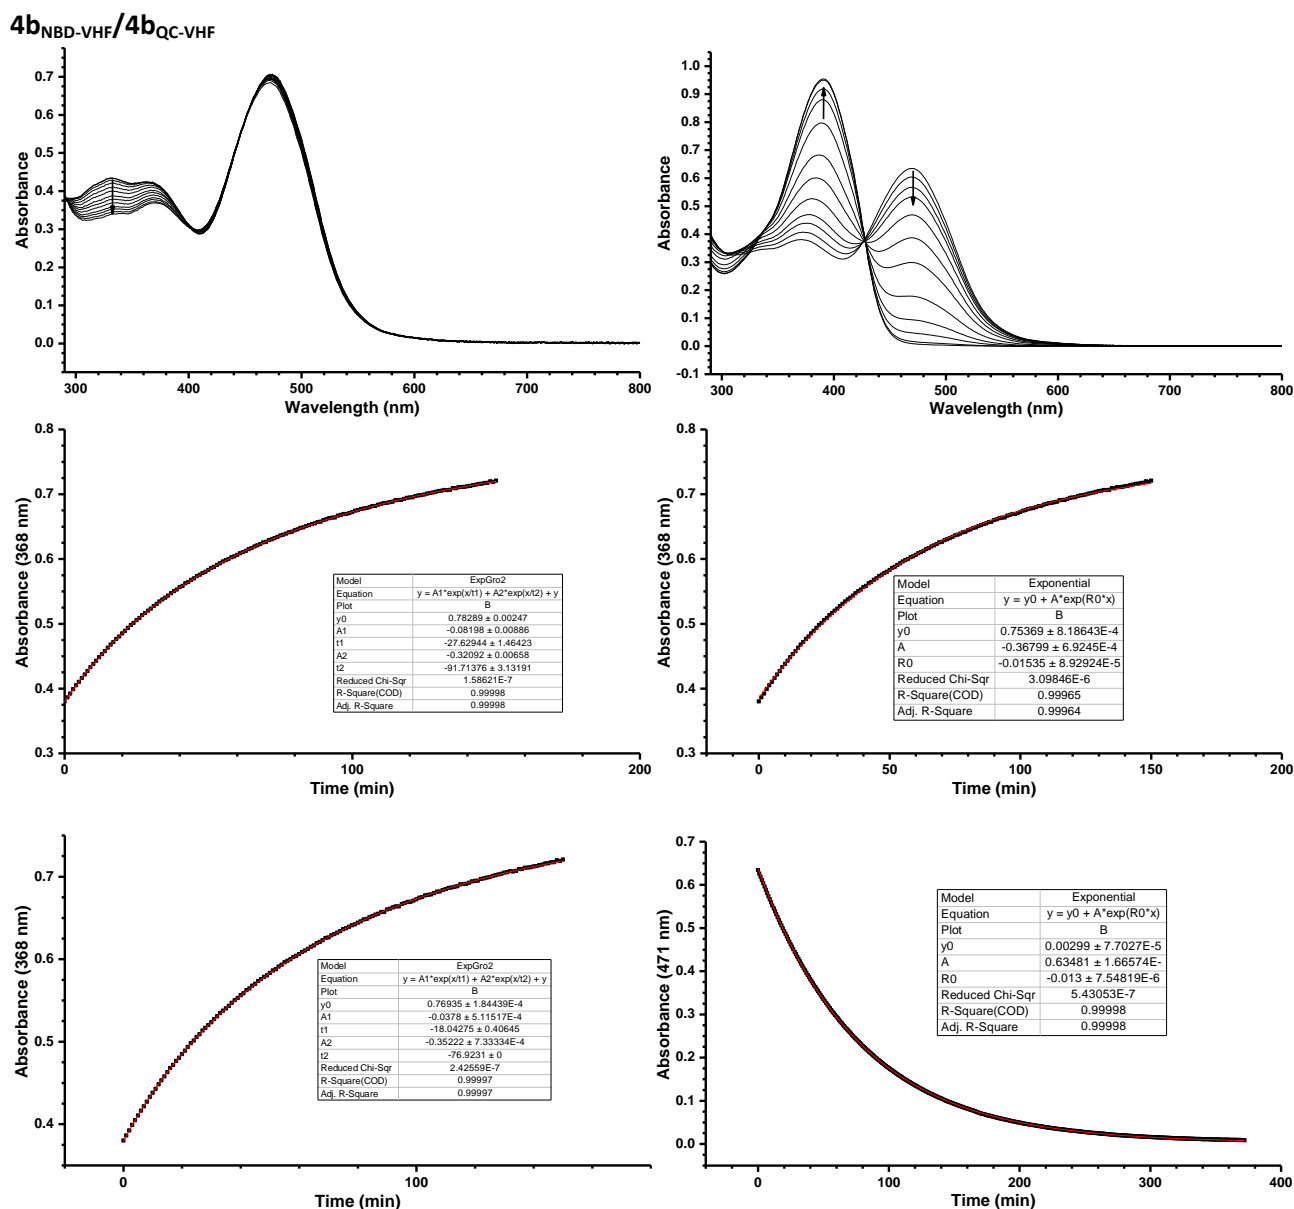 4bNBD-VHF/4bQC-VHF
0.7
0.6
0.5
0.4
0.3
0.2
0.1
0.0
Absorbance
300 400 500 600 700 800
Wavelength (nm)
1.0
0.9
0.8
0.7
0.6
0.5
0.4
0.3
0.2
0.1
0.0
-0.1
Absorbance
300 400 500 600 700 800
Wavelength (nm)
0.8
0.7
0.6
0.5
0.4
0.3
Absorbance (368 nm)
Model ExpGro2
Equation y = A1*exp(x/t1) + A2*exp(x/t2) + y
Plot B
y0 0.78289 ± 0.00247
A1 -0.08198 ± 0.00886
t1 -27.62944 ± 1.46423
A2 -0.32092 ± 0.00658
t2 -91.71376 ± 3.13191
Reduced Chi-Sqr 1.58621E-7
R-Square(COD) 0.99998
Adj. R-Square 0.99998
0 100 200
Time (min)
0.8
0.7
0.6
0.5
0.4
0.3
Absorbance (368 nm)
Model Exponential
Equation y = y0 + A*exp(R0*x)
Plot B
y0 0.75369 ± 8.18643E-4
A -0.36799 ± 6.9245E-4
R0 -0.01535 ± 8.92924E-5
Reduced Chi-Sqr 3.09846E-6
R-Square(COD) 0.99965
Adj. R-Square 0.99964
0 50 100 150 200
Time (min)
0.7
0.6
0.5
0.4
Absorbance (368 nm)
Model ExpGro2
Equation y = A1*exp(x/t1) + A2*exp(x/t2) + y
Plot B
y0 0.76935 ± 1.84439E-4
A1 -0.0378 ± 5.11517E-4
t1 -18.04275 ± 0.40645
A2 -0.35222 ± 7.33334E-4
t2 -76.9231 ± 0
Reduced Chi-Sqr 2.42559E-7
R-Square(COD) 0.99997
Adj. R-Square 0.99997
0 100
Time (min)
0.7
0.6
0.5
0.4
0.3
0.2
0.1
0.0
Absorbance (471 nm)
Model Exponential
Equation y = y0 + A*exp(R0*x)
Plot B
y0 0.00299 ± 7.7027E-5
A 0.63481 ± 1.66574E-
R0 -0.013 ± 7.54819E-6
Reduced Chi-Sqr 5.43053E-7
R-Square(COD) 0.99998
Adj. R-Square 0.99998
0 100 200 300 400
Time (min)